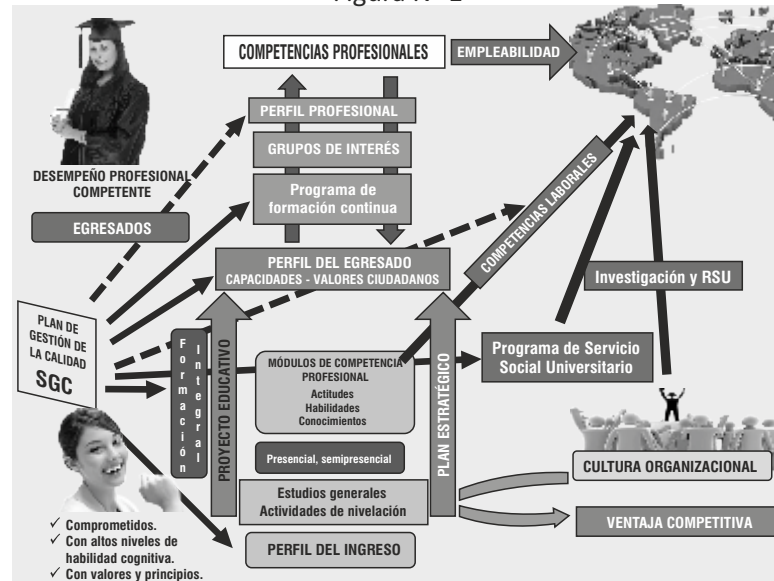 COMPETENCIAS PROFESIONALES
EMPLEABILIDAD
PERFIL PROFESIONAL
GRUPOS DE INTERÉS
Programa de
formación continua
DESEMPEÑO PROFESIONAL
COMPETENTE
EGRESADOS
PERFIL DEL EGRESADO
CAPACIDADES - VALORES CIUDADANOS
COMPETENCIAS LABORALES
Investigación y RSU
PLAN DE
GESTIÓN DE
LA CALIDAD
SGC
Formación
Integral
PROYECTO EDUCATIVO
MÓDULOS DE COMPETENCIA
PROFESIONAL
Actitudes
Habilidades
Conocimientos
PLAN ESTRATÉGICO
Programa de Servicio
Social Universitario
Presencial, semipresencial
CULTURA ORGANIZACIONAL
Estudios generales
Actividades de nivelación
VENTAJA COMPETITIVA
PERFIL DEL INGRESO
✓ Comprometidos.
✓ Con altos niveles de
habilidad cognitiva.
✓ Con valores y principios.